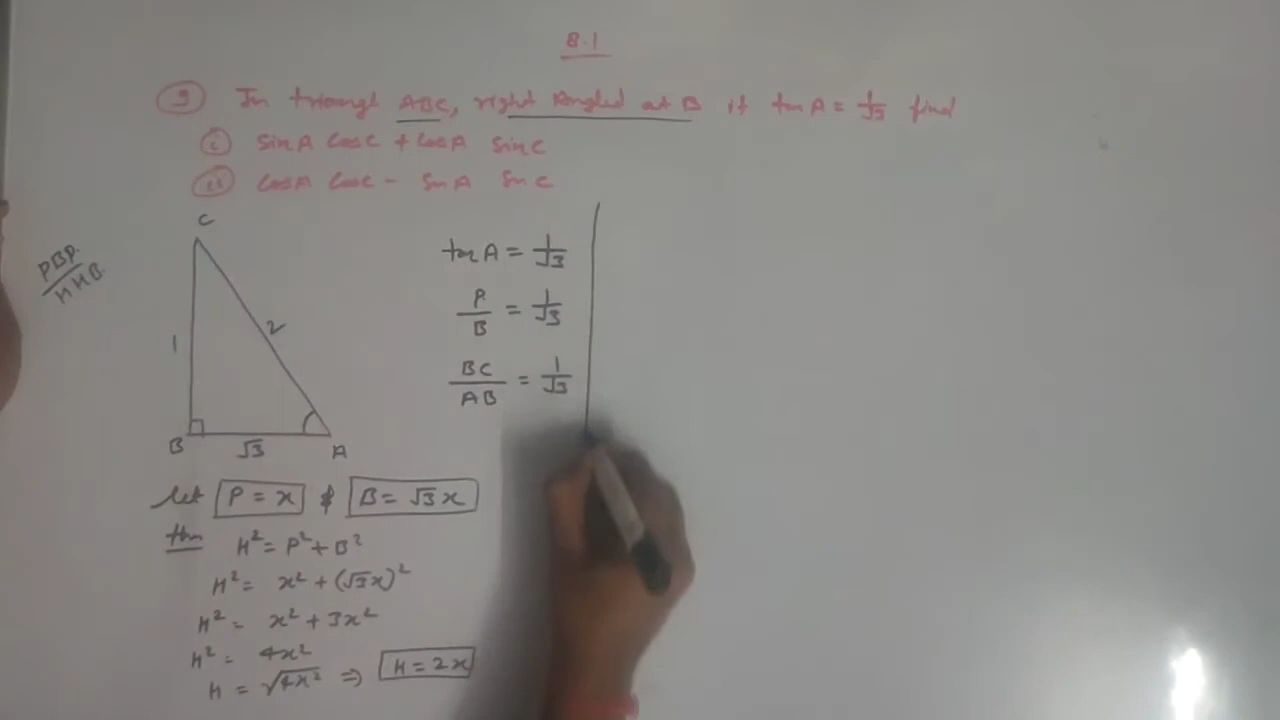 8.1
9 In triangl ABC, right Angled at B if tan A = 1/√3 find
i sin A cos C + cos A sin C
ii cos A cos C - sin A sin C
C
PBP.
HHB.
1
2
B
√3
A
tan A = 1/√3
P/B = 1/√3
BC/AB = 1/√3
let P = x & B = √3x
then H² = P² + B²
H² = x² + (√3x)²
H² = x² + 3x²
H² = 4x²
H = √4x² ⇒ H = 2x